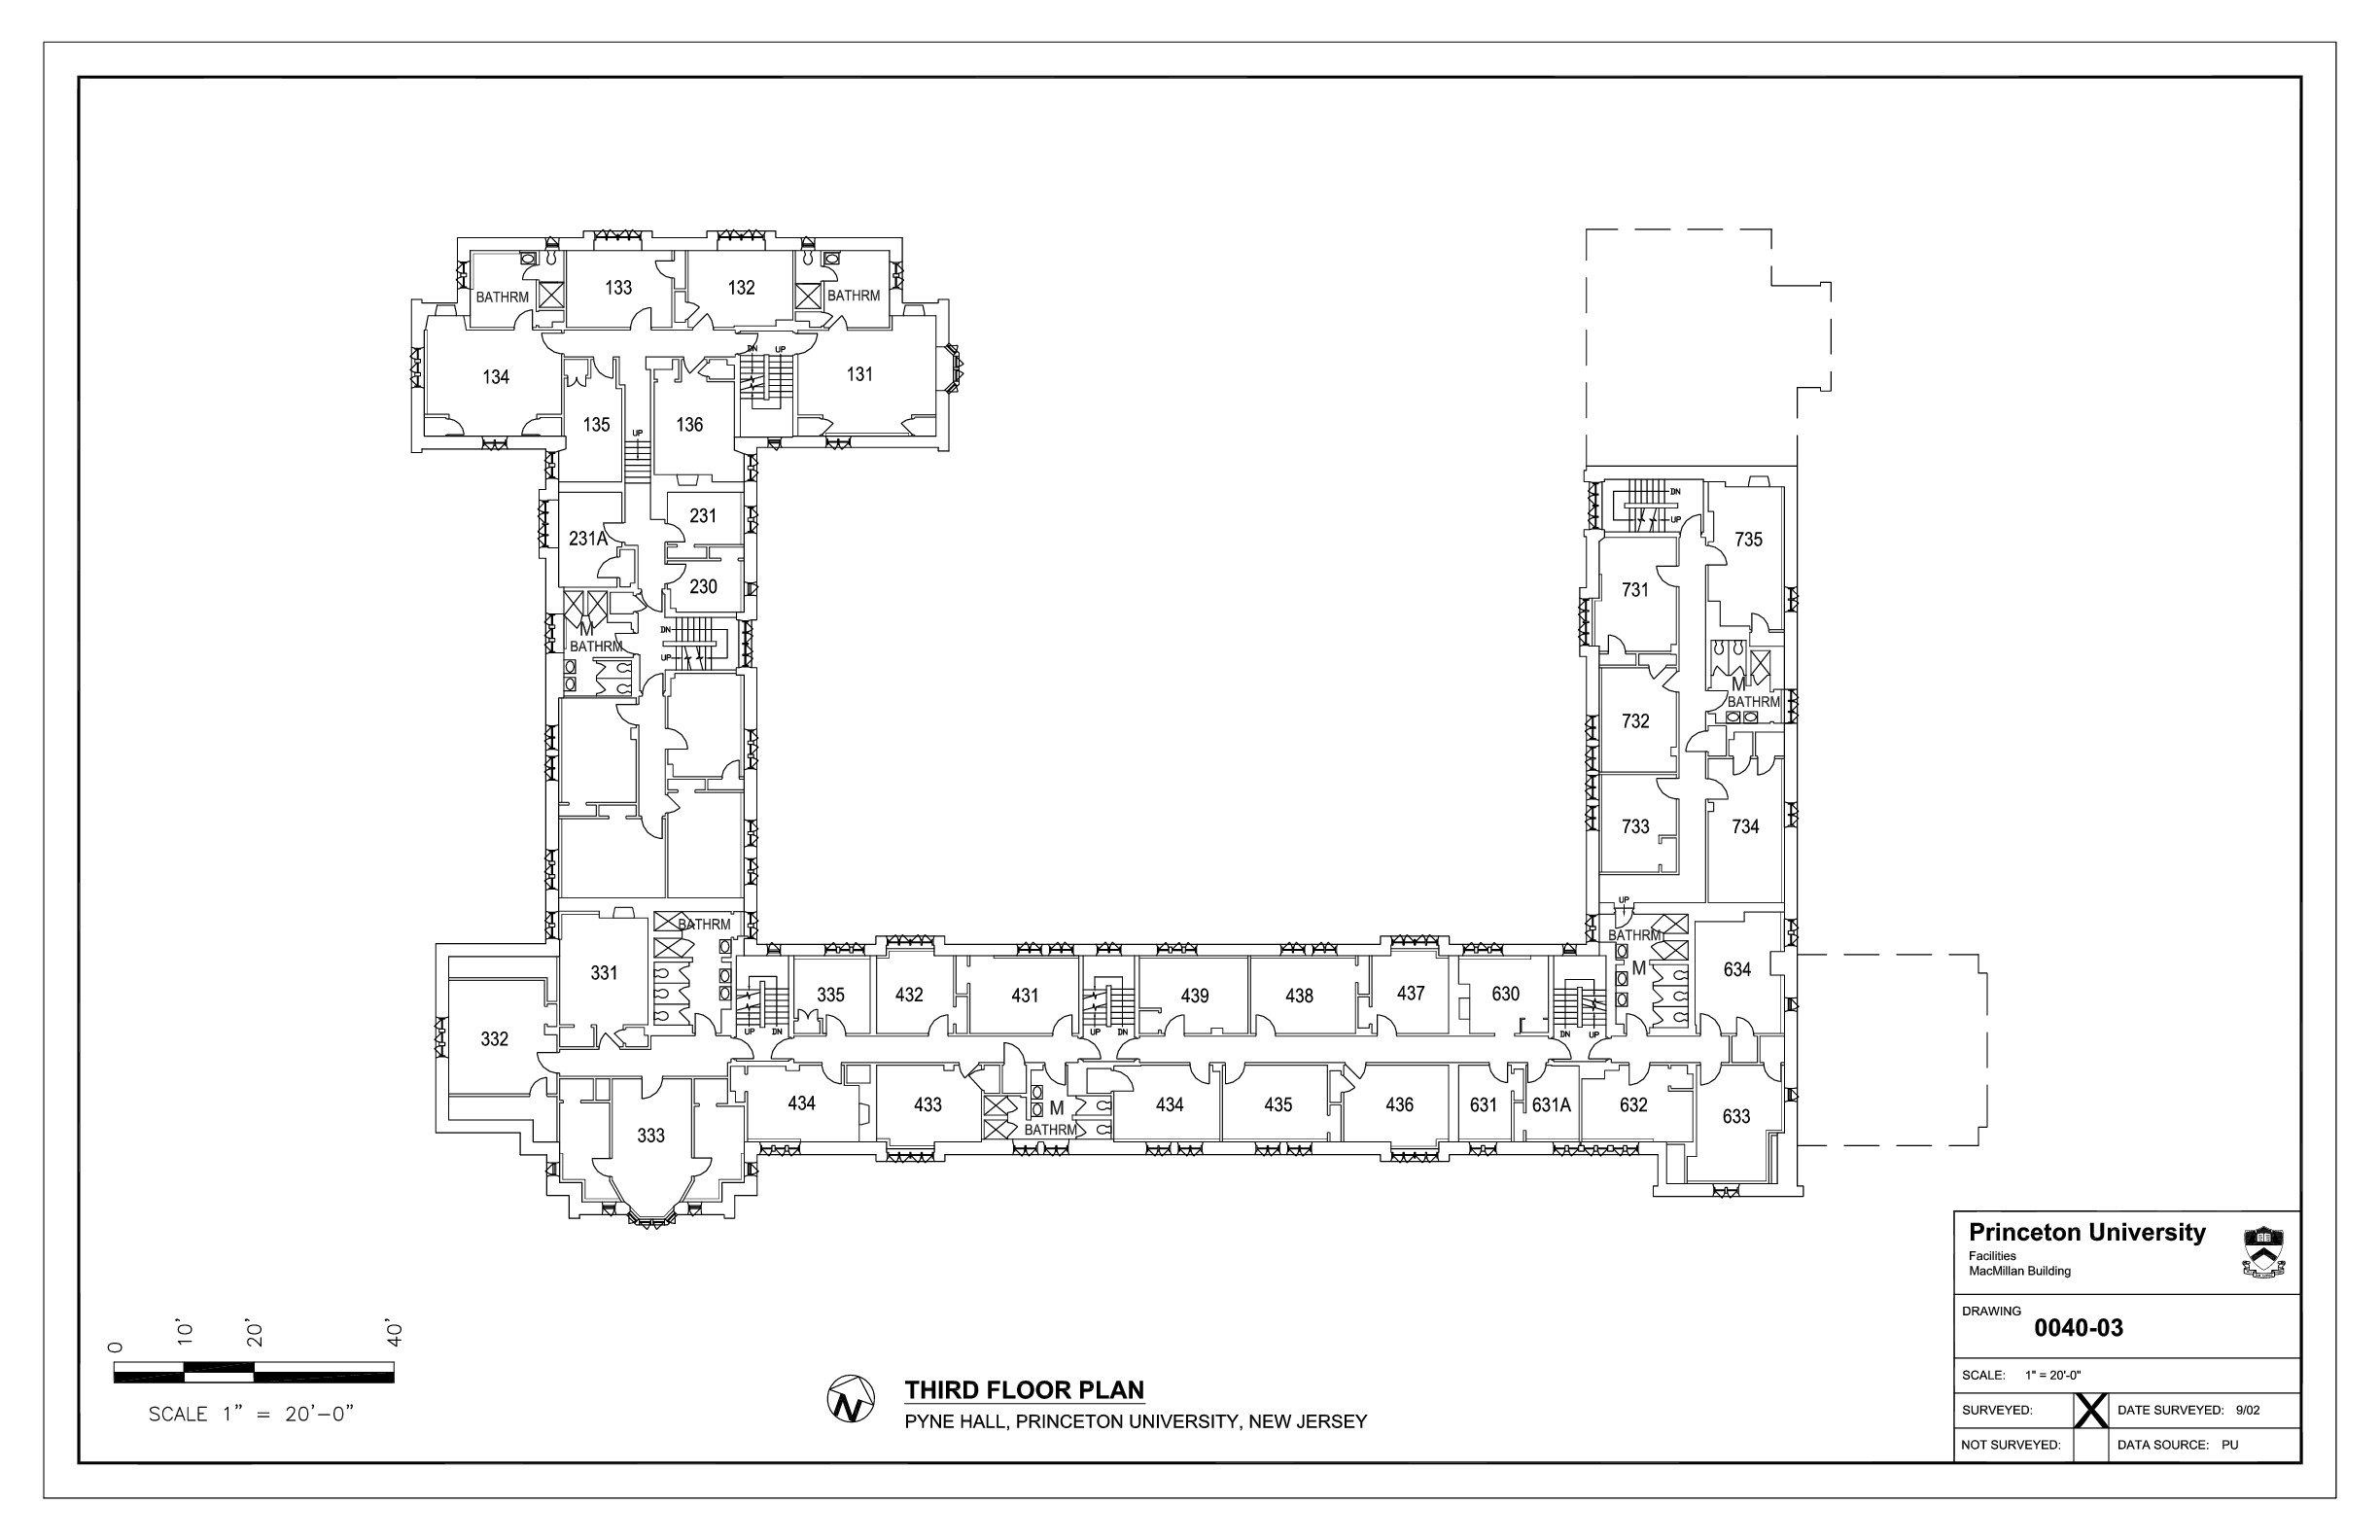 BATHRM
133
132
BATHRM
DN
UP
134
131
135
UP
136
231
231A
230
M
BATHRM
DN
UP
DN
UP
735
731
M
BATHRM
732
733
734
UP
BATHRM
331
BATHRM
M
634
332
335
432
431
439
438
437
630
UP
DN
UP
DN
DN
UP
333
434
433
M
BATHRM
434
435
436
631
631A
632
633
0
10'
20'
40'
SCALE 1" = 20'-0"
N
THIRD FLOOR PLAN
PYNE HALL, PRINCETON UNIVERSITY, NEW JERSEY
Princeton University
Facilities
MacMillan Building
DRAWING
0040-03
SCALE: 1" = 20'-0"
SURVEYED: X DATE SURVEYED: 9/02
NOT SURVEYED: DATA SOURCE: PU